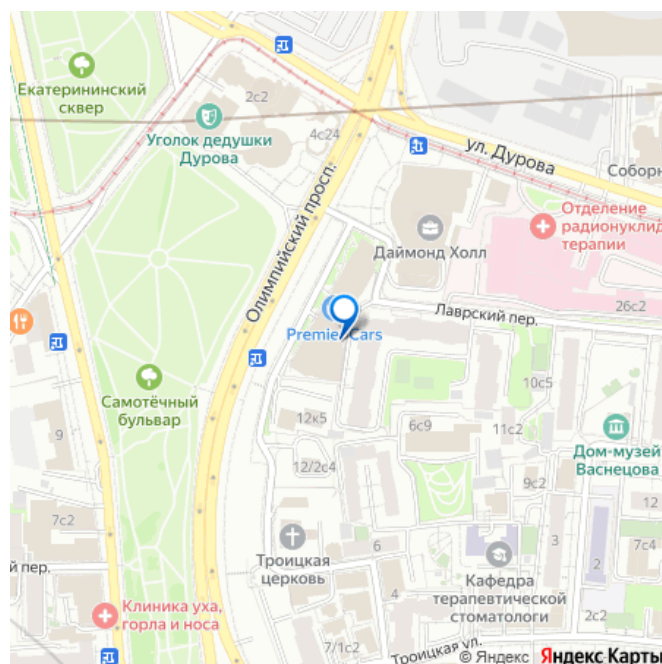 Екатерининский
сквер
2с2
Уголок дедушки
Дурова
4с24
ул. Дурова
Соборн
Олимпийский просп.
Даймонд Холл
Отделение
радионуклид
терапии
26с2
Лаврский пер.
Premier Cars
Самотёчный
бульвар
10с5
12к5
6с9
11с2
Дом-музей
Васнецова
9
12/2с4
9с2
7с2
Троицкая
церковь
6
3
Кафедра
терапевтической
стоматологи
2
7с4
й пер.
4
Клиника уха,
горла и носа
2с2
7/1с2
Троицкая ул.
© Яндекс Яндекс Карты